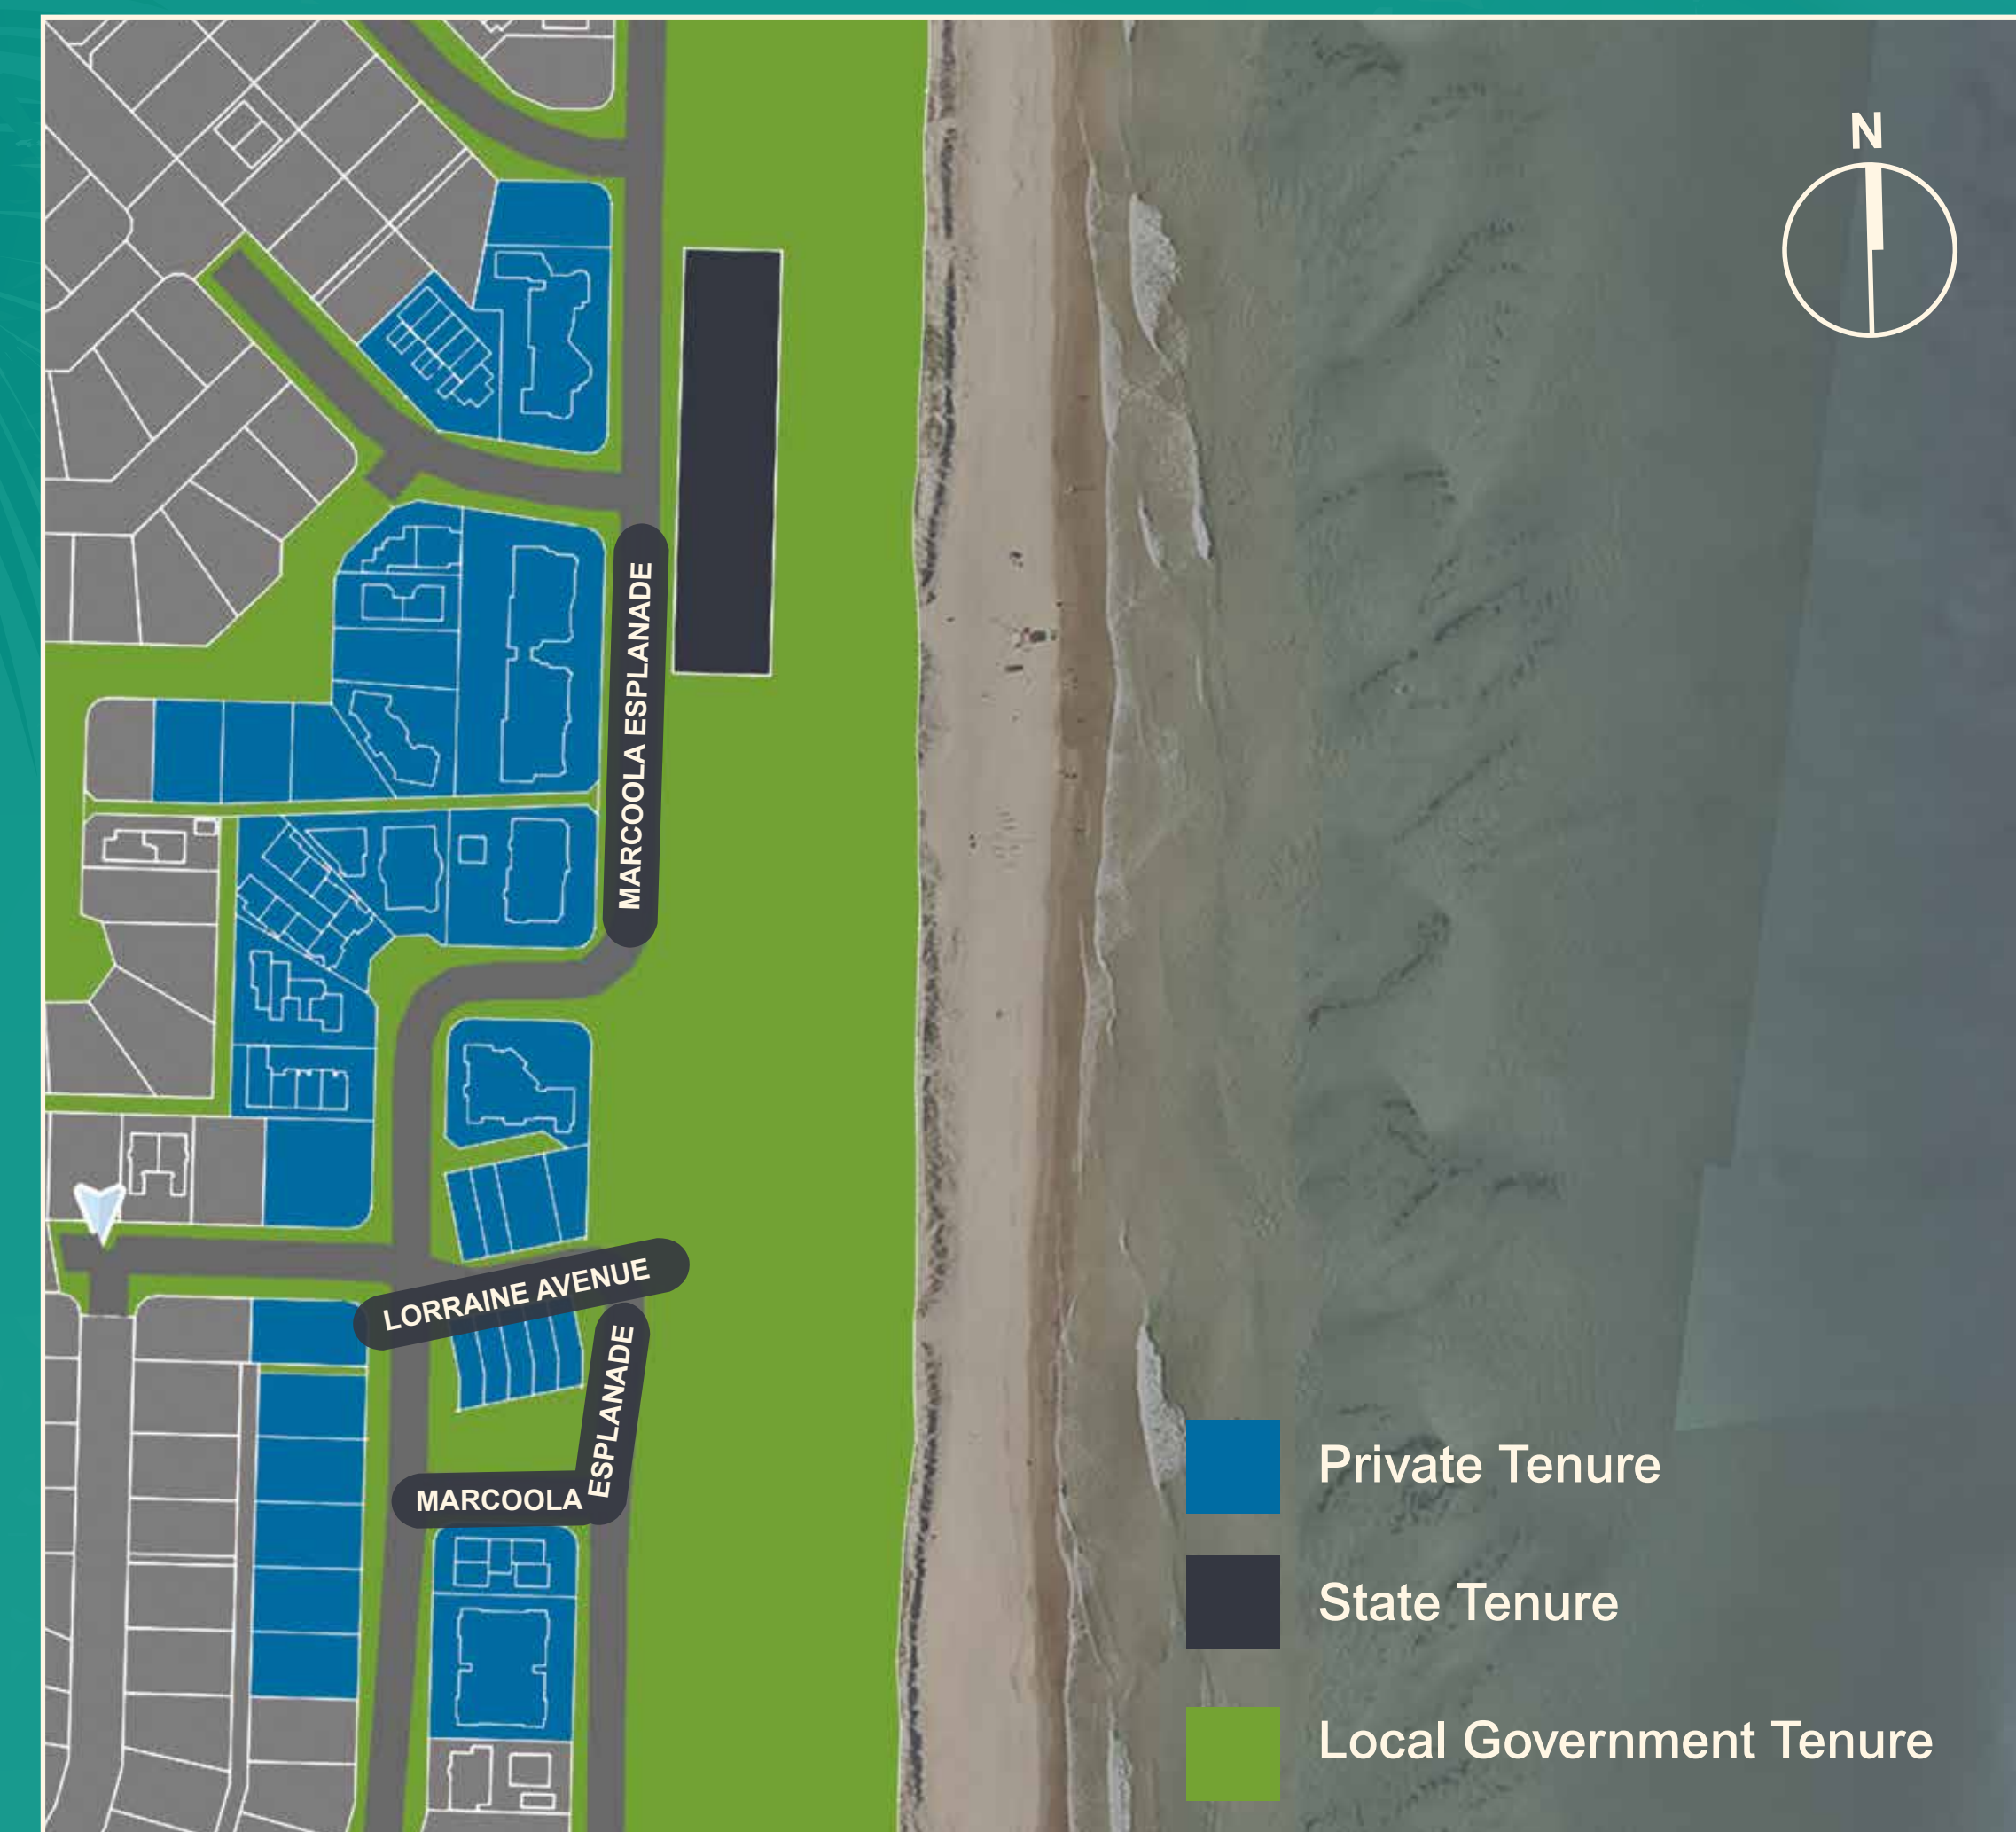 N
MARCOOLA ESPLANADE
LORRAINE AVENUE
MARCOOLA
ESPLANADE
Private Tenure
State Tenure
Local Government Tenure